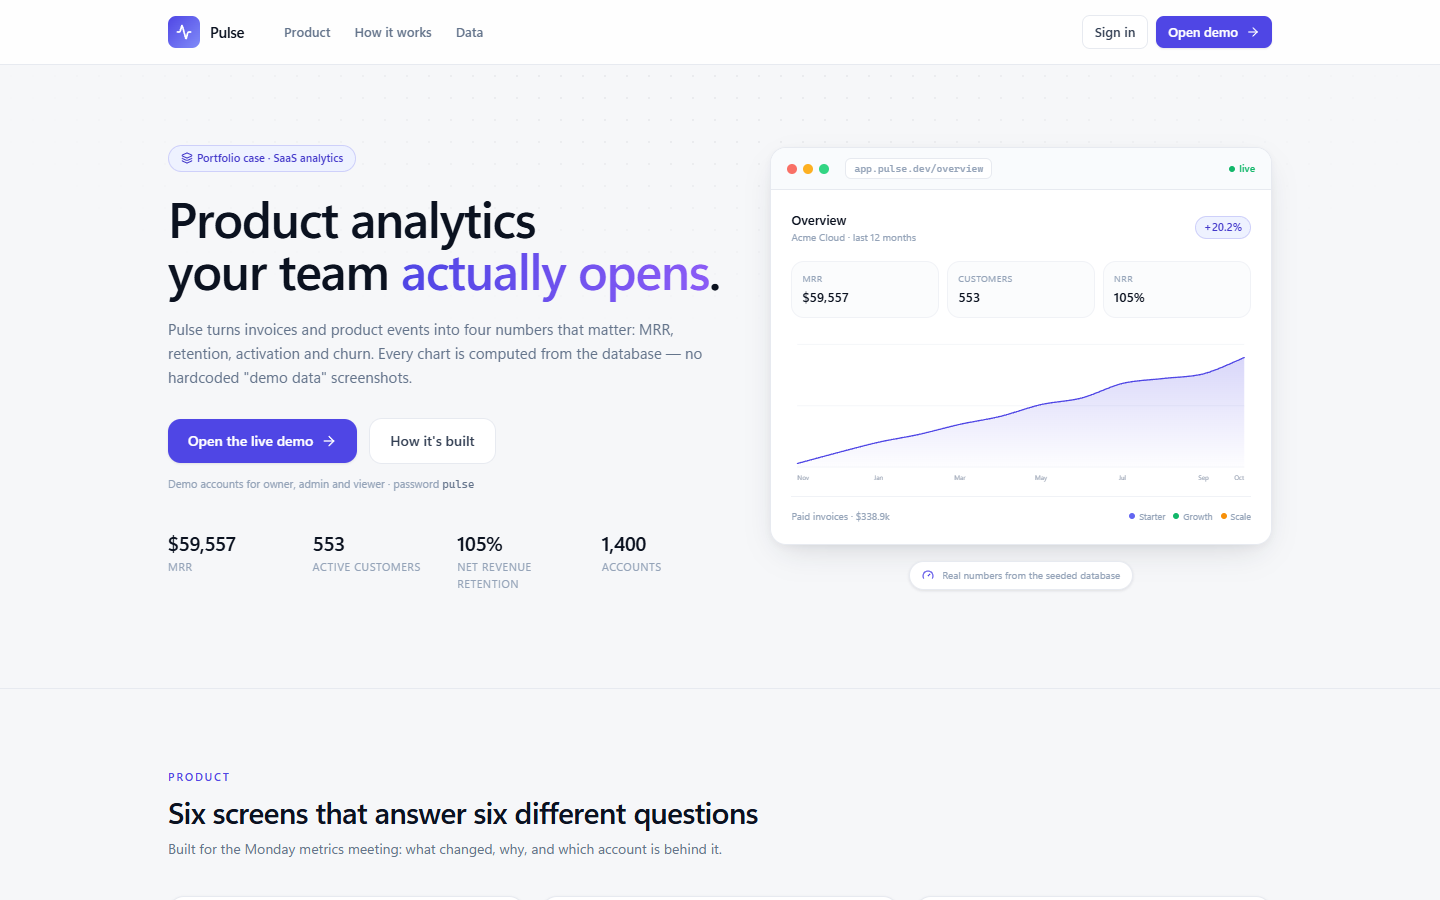 Pulse
Product
How it works
Data
Sign in
Open demo
Portfolio case · SaaS analytics
Product analytics
your team actually opens.
Pulse turns invoices and product events into four numbers that matter: MRR,
retention, activation and churn. Every chart is computed from the database — no
hardcoded "demo data" screenshots.
Open the live demo
How it's built
Demo accounts for owner, admin and viewer · password pulse
$59,557
MRR
553
ACTIVE CUSTOMERS
105%
NET REVENUE
RETENTION
1,400
ACCOUNTS
app.pulse.dev/overview
live
Overview
Acme Cloud · last 12 months
+20.2%
MRR
$59,557
CUSTOMERS
553
NRR
105%
Nov
Jan
Mar
May
Jul
Sep
Oct
Paid invoices · $338.9k
Starter
Growth
Scale
Real numbers from the seeded database
PRODUCT
Six screens that answer six different questions
Built for the Monday metrics meeting: what changed, why, and which account is behind it.